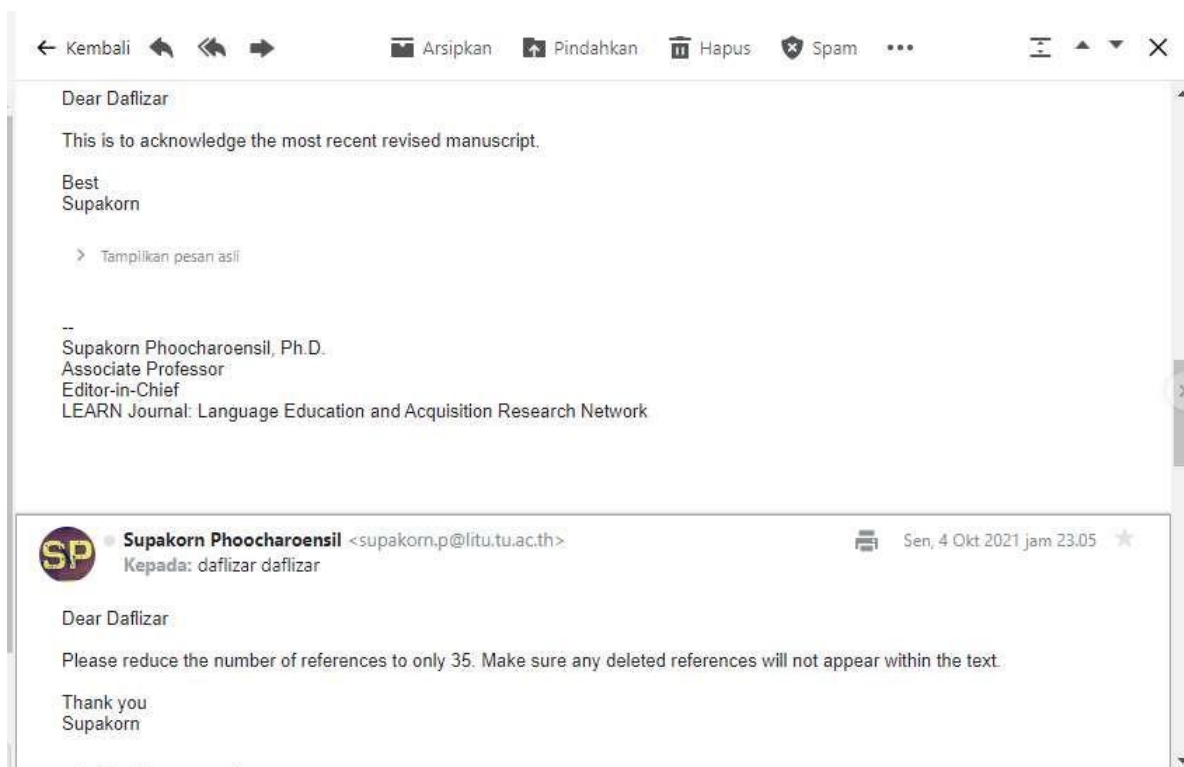 Kembali Arsipkan Pindahkan Hapus Spam
Dear Daflizar
This is to acknowledge the most recent revised manuscript.
Best
Supakorn
Tampilkan pesan asli
--
Supakorn Phoocharoensil, Ph.D.
Associate Professor
Editor-in-Chief
LEARN Journal: Language Education and Acquisition Research Network
SP
Supakorn Phoocharoensil <supakorn.p@litu.tu.ac.th> Sen, 4 Okt 2021 jam 23.05
Kepada: daflizar daflizar
Dear Daflizar
Please reduce the number of references to only 35. Make sure any deleted references will not appear within the text.
Thank you
Supakorn